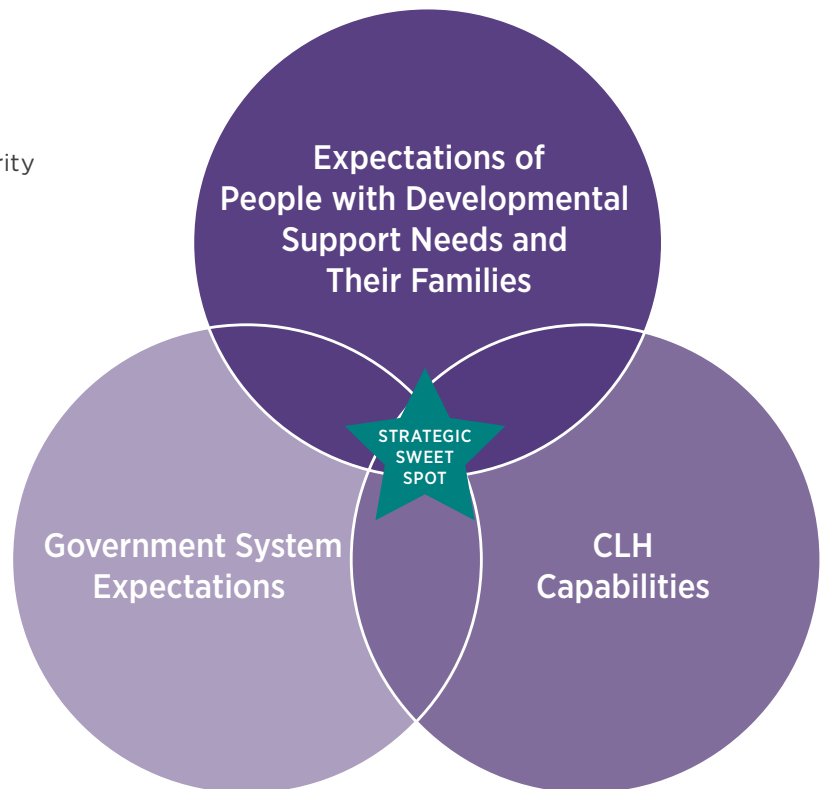 rity
Expectations of
People with Developmental
Support Needs and
Their Families
STRATEGIC
SWEET
SPOT
Government System
Expectations
CLH
Capabilities